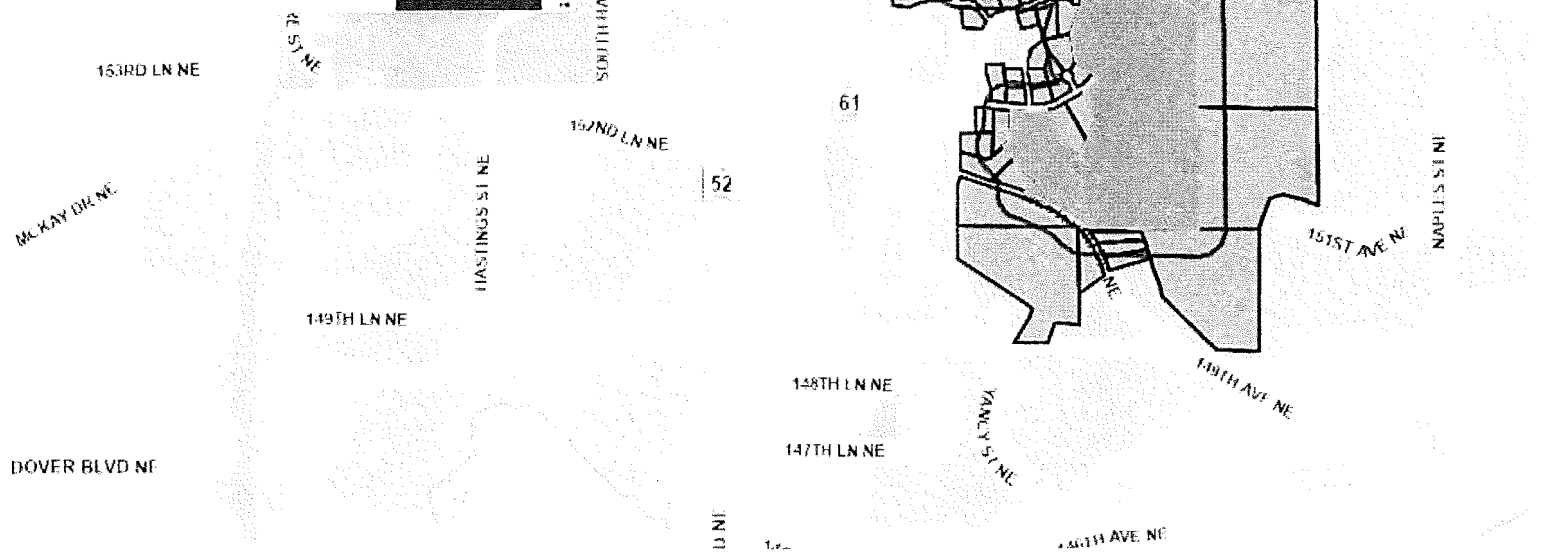 153RD LN NE
ST NE
61
152ND LN NE
52
MCKAY DR NE
HASTINGS ST NE
151ST AVE NE
NE
149TH LN NE
148TH LN NE
149TH AVE NE
YANCY ST NE
147TH LN NE
DOVER BLVD NE
146TH AVE NE